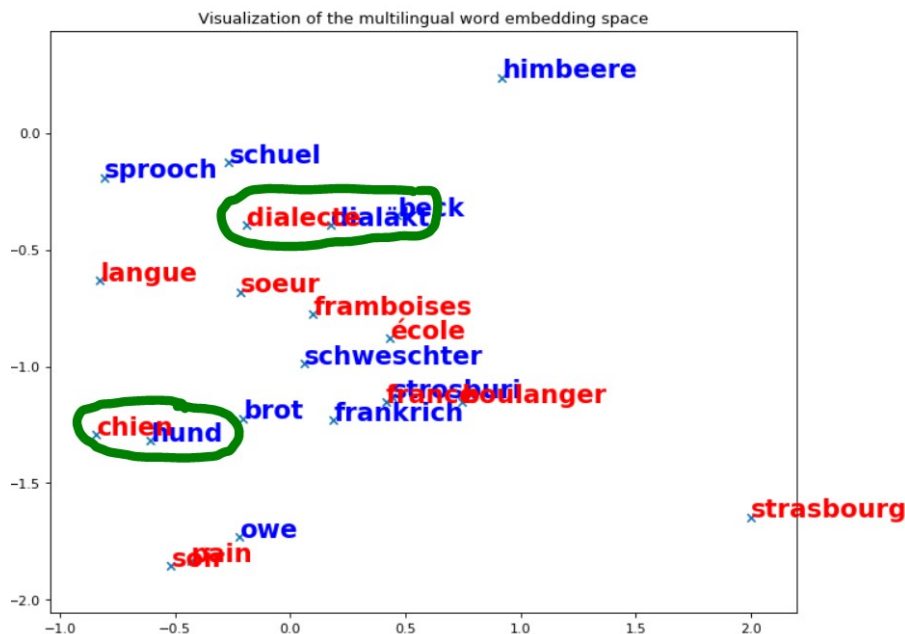 Visualization of the multilingual word embedding space
himbeere
0.0
schuel
sprooch
beck
dialecte dialäkt
−0.5
langue
soeur
framboises
école
−1.0
schweschter
strosburi
france boulanger
brot
frankrich
chien hund
−1.5
strasbourg
owe
pain
soir
−2.0
−1.0 −0.5 0.0 0.5 1.0 1.5 2.0